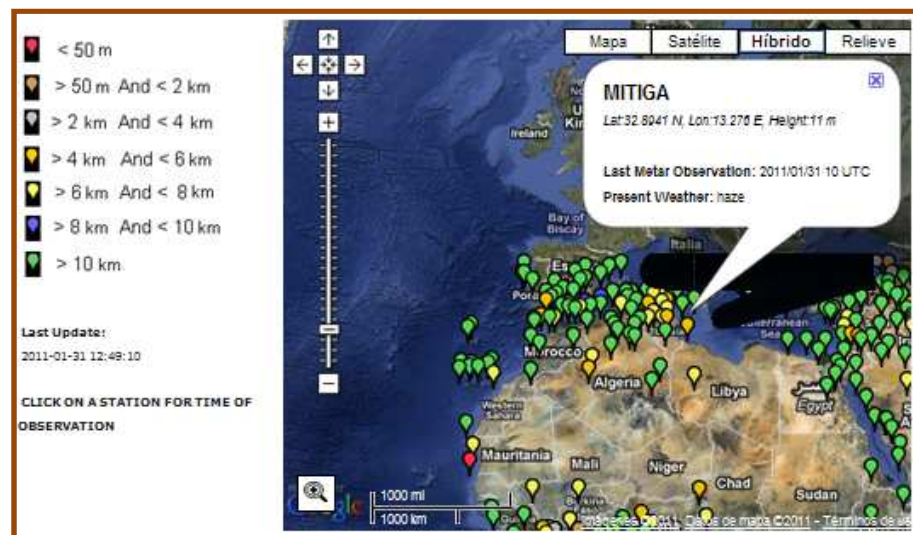 < 50 m
> 50 m And < 2 km
> 2 km And < 4 km
> 4 km And < 6 km
> 6 km And < 8 km
> 8 km And < 10 km
> 10 km
Last Update:
2011-01-31 12:49:10
CLICK ON A STATION FOR TIME OF
OBSERVATION
Mapa Satélite Híbrido Relieve
MITIGA
Lat:32.8941 N, Lon:13.276 E, Height:11 m
Last Metar Observation: 2011/01/31 10 UTC
Present Weather: haze
Ireland
Bay of
Biscay
Italia
Sea
Morocco
Algeria
Libya
Egypt
Western
Sahara
Mauritania
Mali
Niger
Chad
Sudan
1000 mi
1000 km
Imágenes ©2011, Datos de mapa ©2011 - Términos de